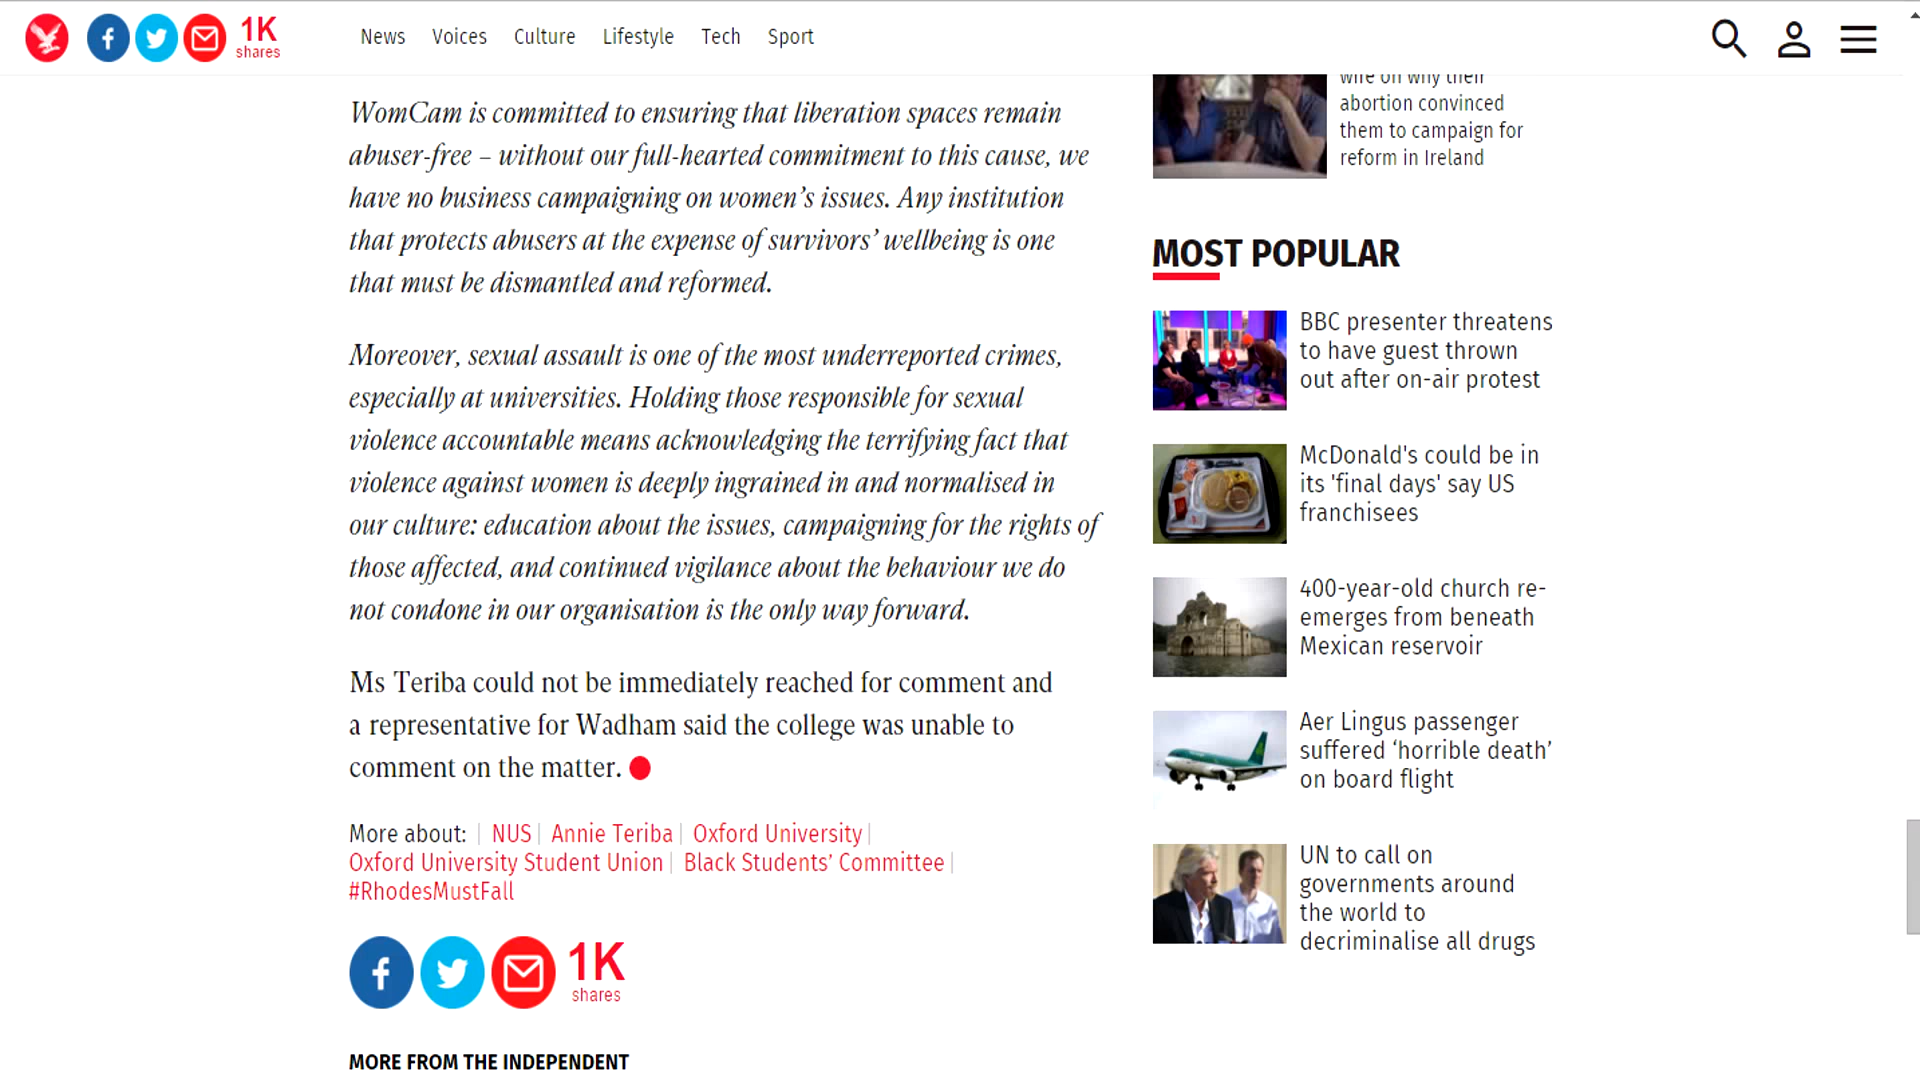 1K
shares
News Voices Culture Lifestyle Tech Sport
WomCam is committed to ensuring that liberation spaces remain
abuser-free – without our full-hearted commitment to this cause, we
have no business campaigning on women’s issues. Any institution
that protects abusers at the expense of survivors’ wellbeing is one
that must be dismantled and reformed.
Moreover, sexual assault is one of the most underreported crimes,
especially at universities. Holding those responsible for sexual
violence accountable means acknowledging the terrifying fact that
violence against women is deeply ingrained in and normalised in
our culture: education about the issues, campaigning for the rights of
those affected, and continued vigilance about the behaviour we do
not condone in our organisation is the only way forward.
Ms Teriba could not be immediately reached for comment and
a representative for Wadham said the college was unable to
comment on the matter.
More about: | NUS | Annie Teriba | Oxford University |
Oxford University Student Union | Black Students’ Committee |
#RhodesMustFall
1K
shares
MORE FROM THE INDEPENDENT
wife on why their
abortion convinced
them to campaign for
reform in Ireland
MOST POPULAR
BBC presenter threatens
to have guest thrown
out after on-air protest
McDonald's could be in
its 'final days' say US
franchisees
400-year-old church re-
emerges from beneath
Mexican reservoir
Aer Lingus passenger
suffered ‘horrible death’
on board flight
UN to call on
governments around
the world to
decriminalise all drugs